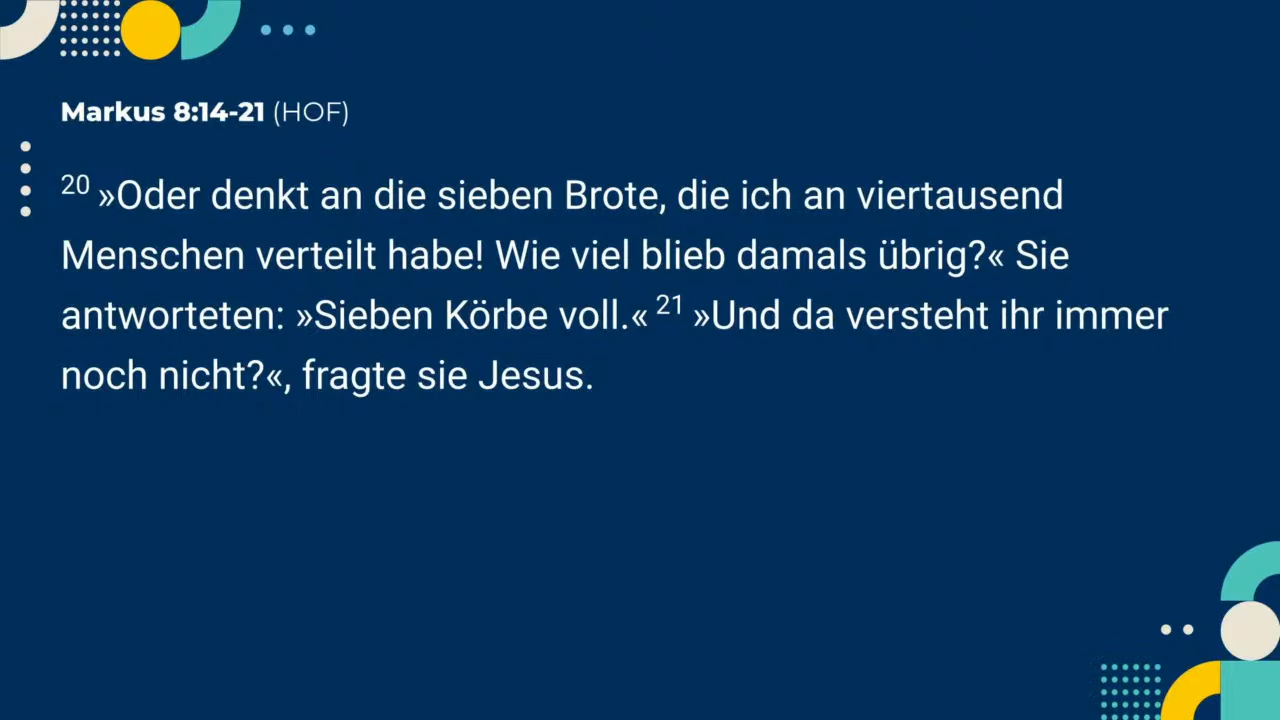 Markus 8:14-21 (HOF)
20 »Oder denkt an die sieben Brote, die ich an viertausend
Menschen verteilt habe! Wie viel blieb damals übrig?« Sie
antworteten: »Sieben Körbe voll.« 21 »Und da versteht ihr immer
noch nicht?«, fragte sie Jesus.